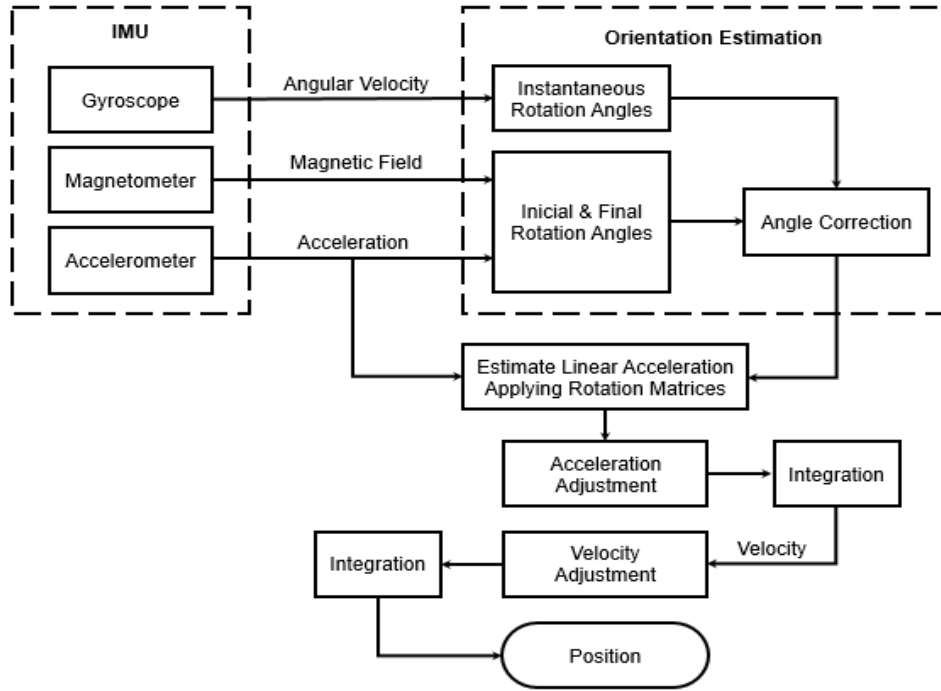 IMU
Orientation Estimation
Gyroscope
Angular Velocity
Instantaneous
Rotation Angles
Magnetometer
Magnetic Field
Inicial & Final
Rotation Angles
Angle Correction
Accelerometer
Acceleration
Estimate Linear Acceleration
Applying Rotation Matrices
Acceleration
Adjustment
Integration
Velocity
Velocity
Adjustment
Integration
Position